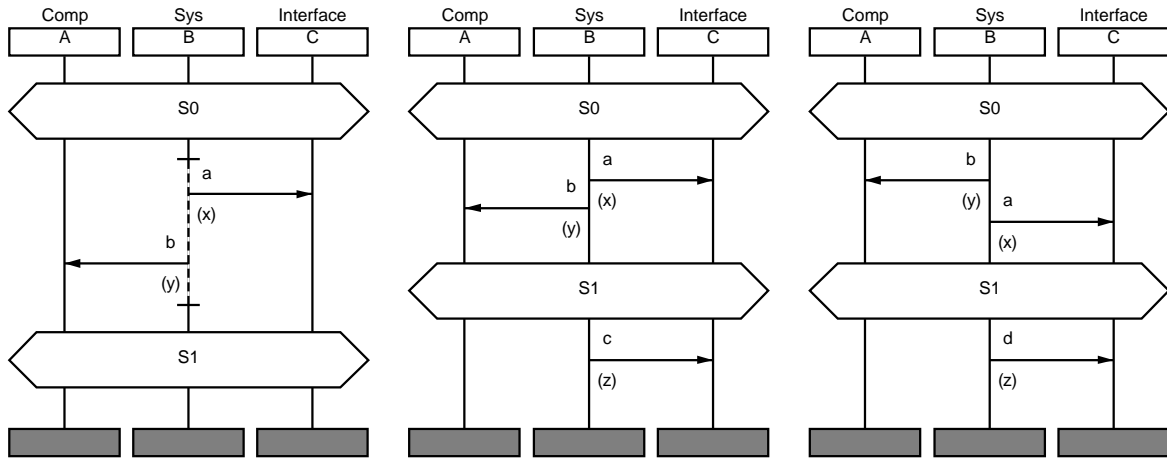 Comp Sys Interface
A B C
S0
a
(x)
b
(y)
S1
Comp Sys Interface
A B C
S0
a
b (x)
(y)
S1
c
(z)
Comp Sys Interface
A B C
S0
b
(y) a
(x)
S1
d
(z)